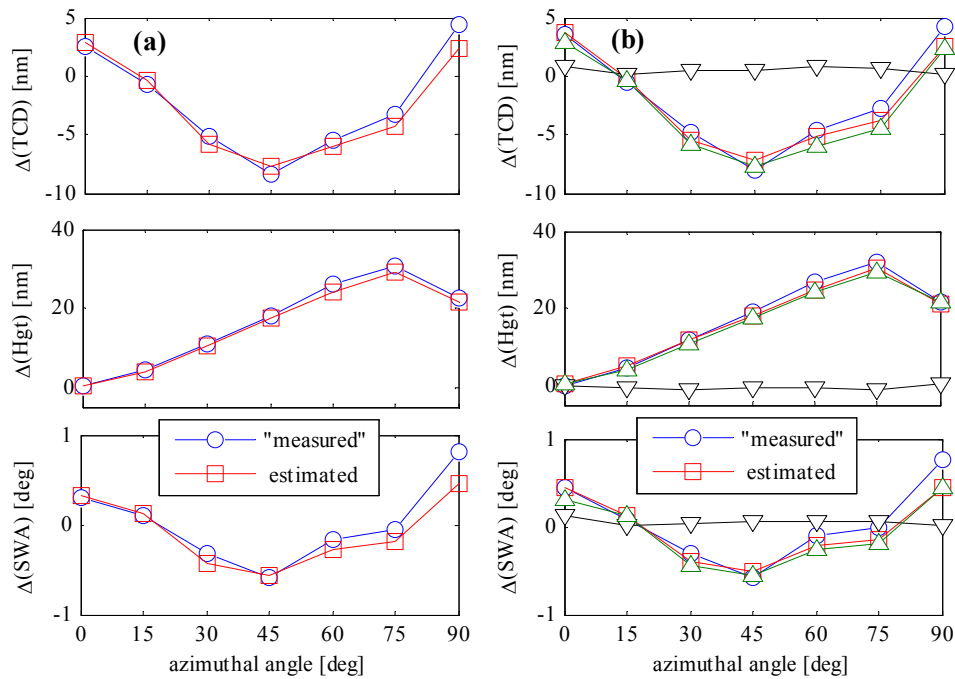 (a)
5
0
-5
-10
Δ(TCD) [nm]
40
20
0
Δ(Hgt) [nm]
"measured"
estimated
1
0
-1
Δ(SWA) [deg]
0 15 30 45 60 75 90
azimuthal angle [deg]
(b)
5
0
-5
-10
Δ(TCD) [nm]
40
20
0
Δ(Hgt) [nm]
"measured"
estimated
1
0
-1
Δ(SWA) [deg]
0 15 30 45 60 75 90
azimuthal angle [deg]